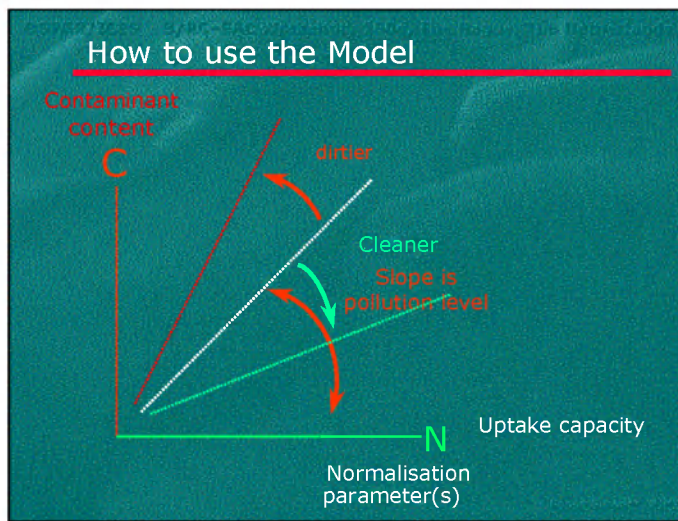 How to use the Model
Contaminant
content
C
dirtier
Cleaner
Slope is
pollution level
N
Uptake capacity
Normalisation
parameter(s)